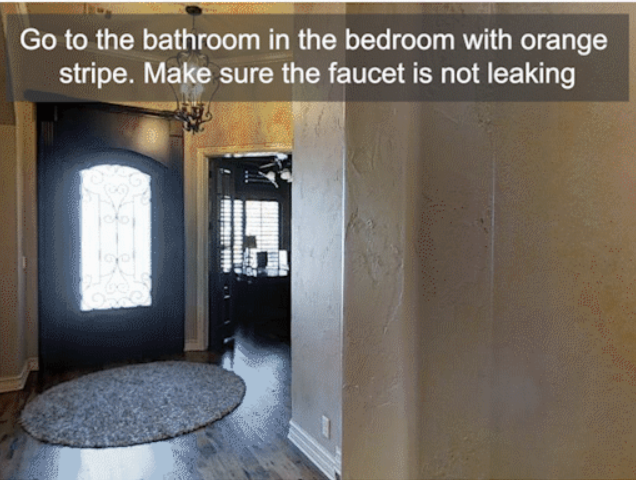 Go to the bathroom in the bedroom with orange
stripe. Make sure the faucet is not leaking